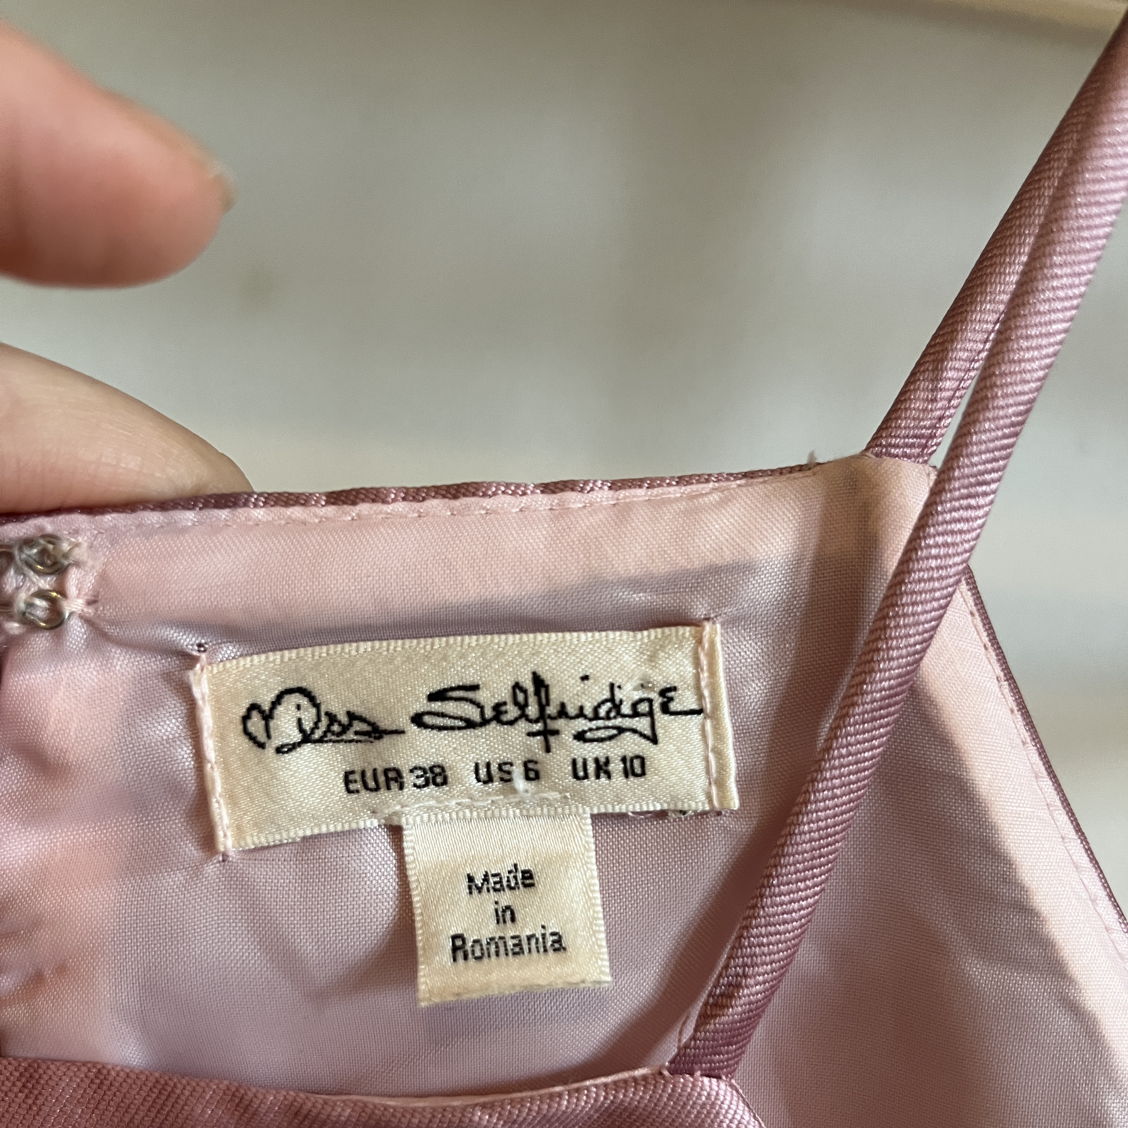 Miss Selfridge
EUR 38 US 6 UK 10
Made
in
Romania